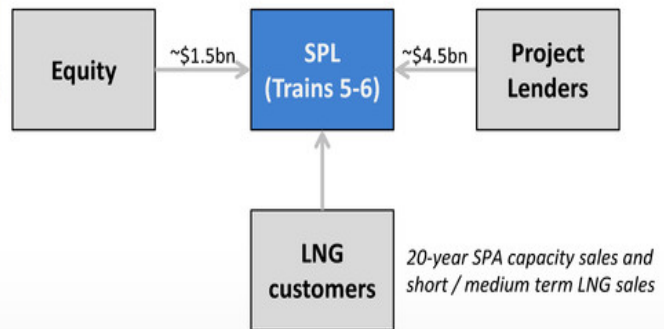 Equity
~$1.5bn
SPL
(Trains 5-6)
~$4.5bn
Project
Lenders
LNG
customers
20-year SPA capacity sales and
short / medium term LNG sales